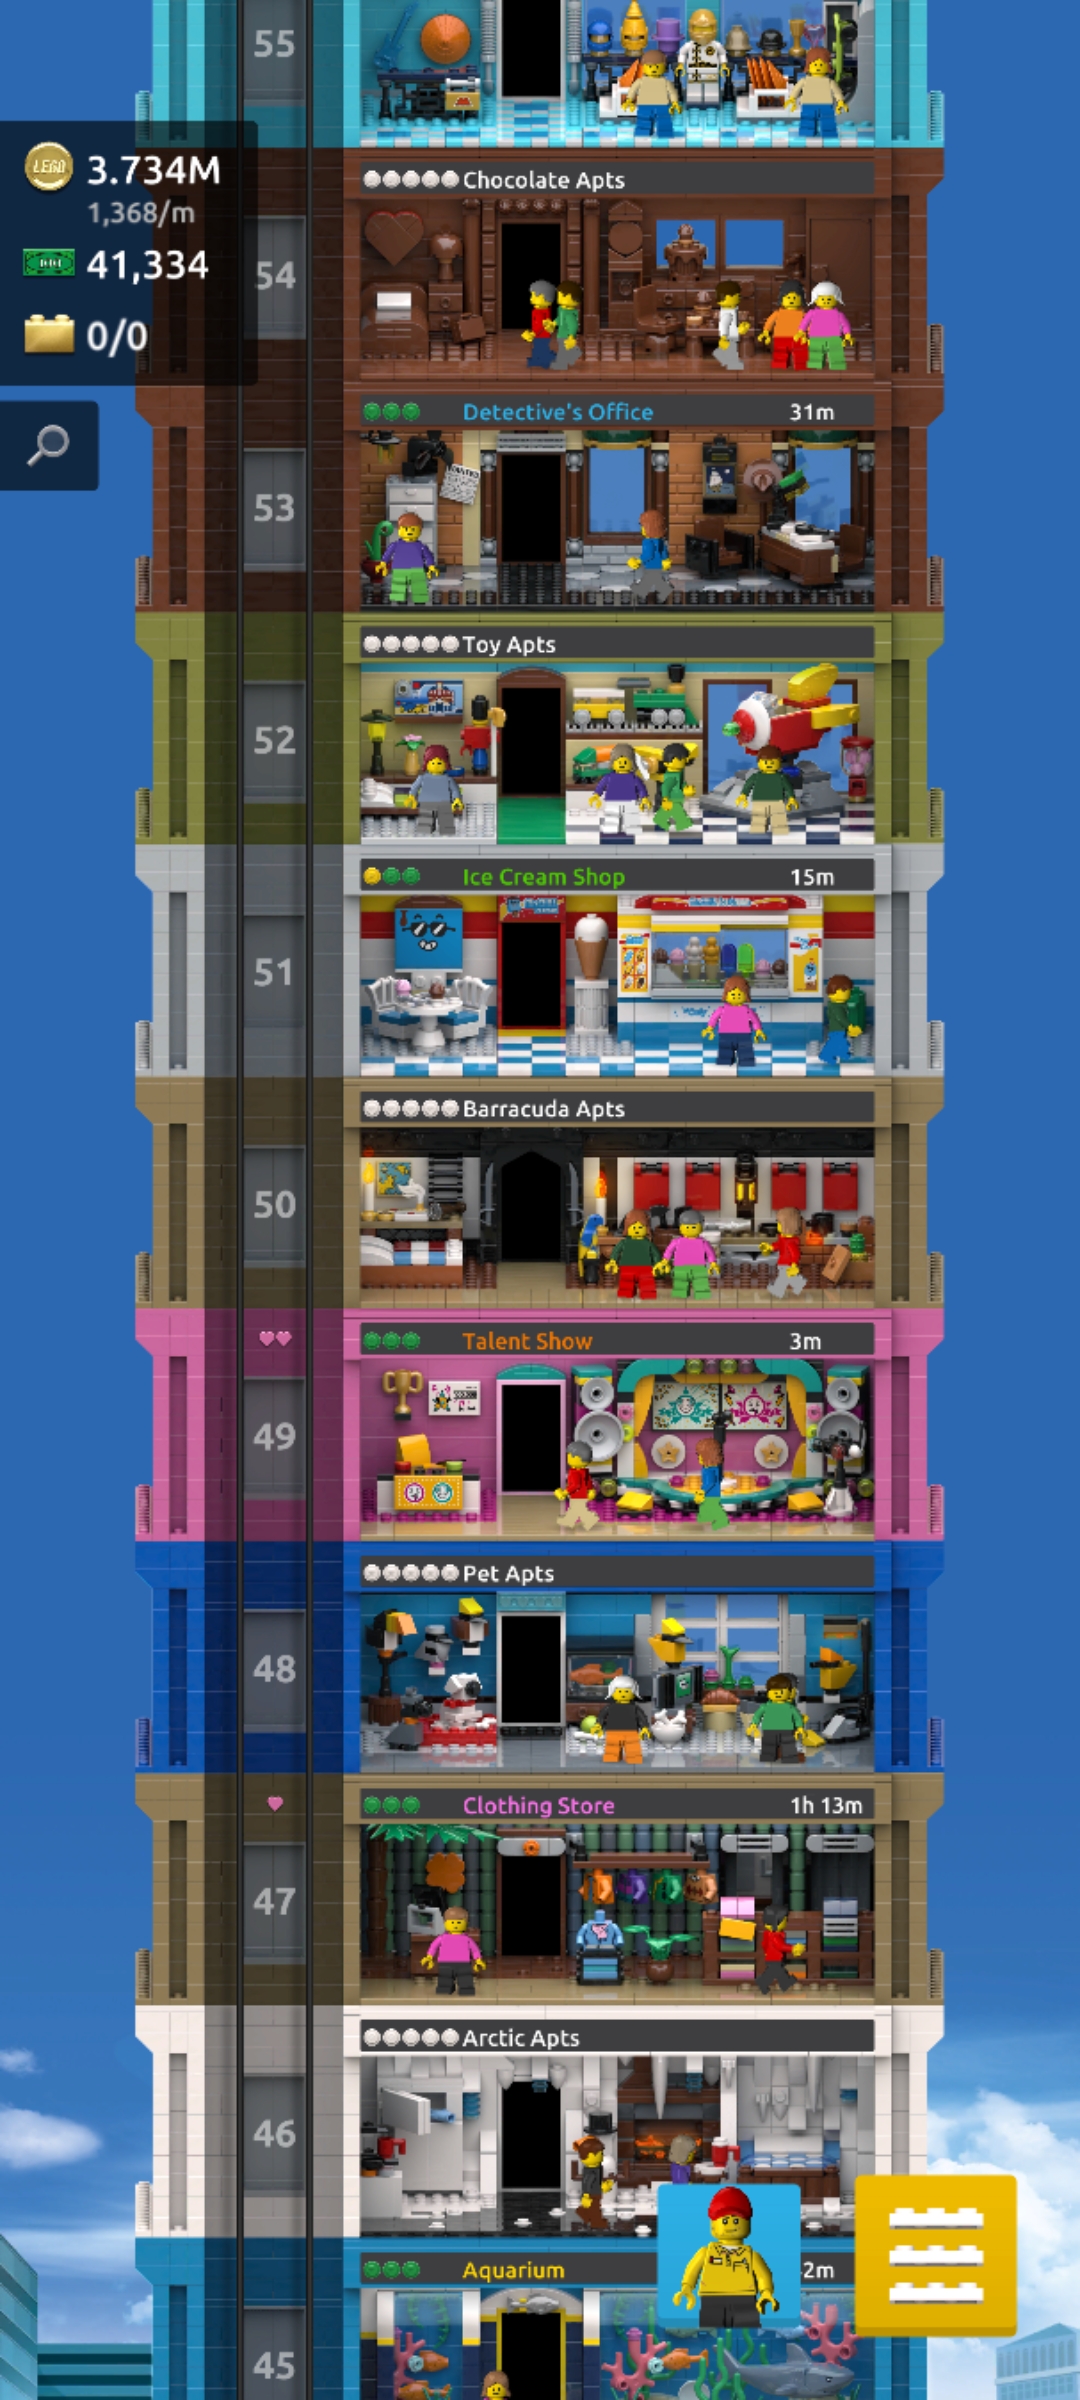 55
LEGO
3.734M
1,368/m
41,334
0/0
Chocolate Apts
54
Detective's Office 31m
53
Toy Apts
52
Ice Cream Shop 15m
51
Barracuda Apts
50
Talent Show 3m
49
Pet Apts
48
Clothing Store 1h 13m
47
Arctic Apts
46
Aquarium 2m
45